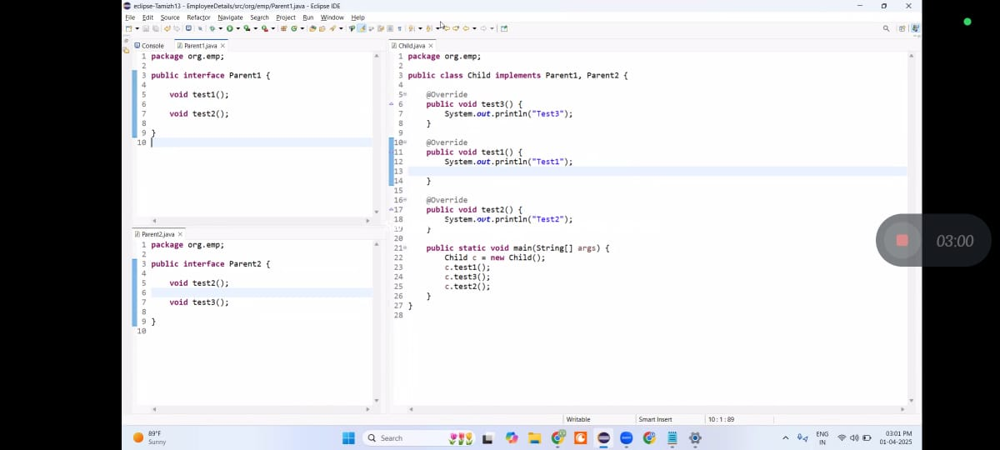 eclipse-Tamizh13 - EmployeeDetails/src/org/emp/Parent1.java - Eclipse IDE
File Edit Source Refactor Navigate Search Project Run Window Help
Console Parent1.java
1 package org.emp;
2
3 public interface Parent1 {
4
5 void test1();
6
7 void test2();
8
9 }
10
Parent2.java
1 package org.emp;
2
3 public interface Parent2 {
4
5 void test2();
6
7 void test3();
8
9 }
10
Child.java
1 package org.emp;
2
3 public class Child implements Parent1, Parent2 {
4
5 @Override
6 public void test3() {
7 System.out.println("Test3");
8 }
9
10 @Override
11 public void test1() {
12 System.out.println("Test1");
13
14 }
15
16 @Override
17 public void test2() {
18 System.out.println("Test2");
19 }
20
21 public static void main(String[] args) {
22 Child c = new Child();
23 c.test1();
24 c.test3();
25 c.test2();
26 }
27 }
28
03:00
Writable Smart Insert 10:1:89
89°F
Sunny
Search
ENG
IN
03:01 PM
01-04-2025